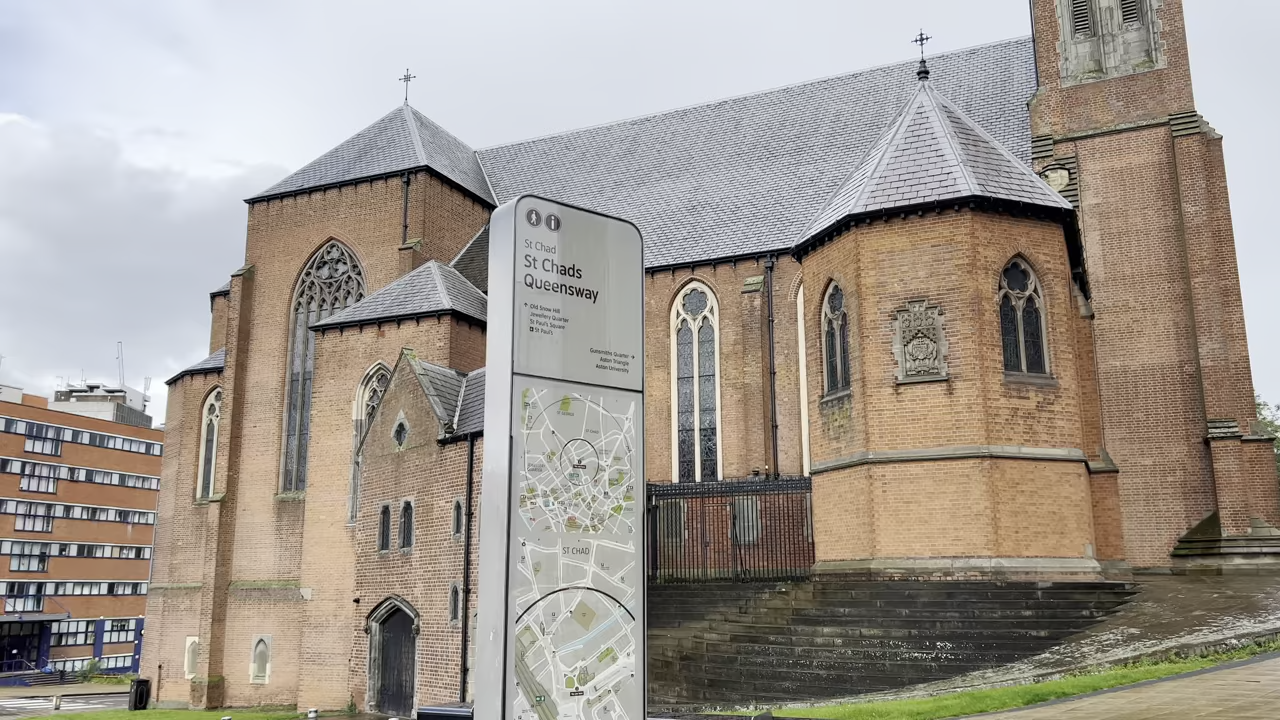 i
St Chad
St Chads
Queensway
← Old Snow Hill
Jewellery Quarter
St Paul's Square
St Paul's
Gunsmiths Quarter →
Aston Triangle
Aston University
ST CHAD